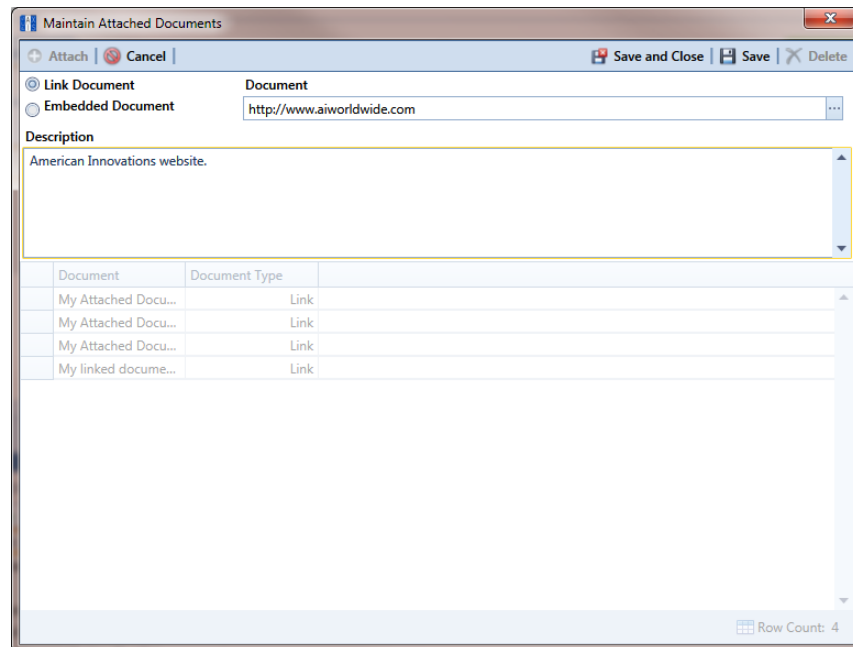 Maintain Attached Documents
Attach | Cancel | Save and Close | Save | Delete
Link Document Document
Embedded Document http://www.aiworldwide.com ...
Description
American Innovations website.
Document Document Type
My Attached Docu... Link
My Attached Docu... Link
My Attached Docu... Link
My linked docume... Link
Row Count: 4